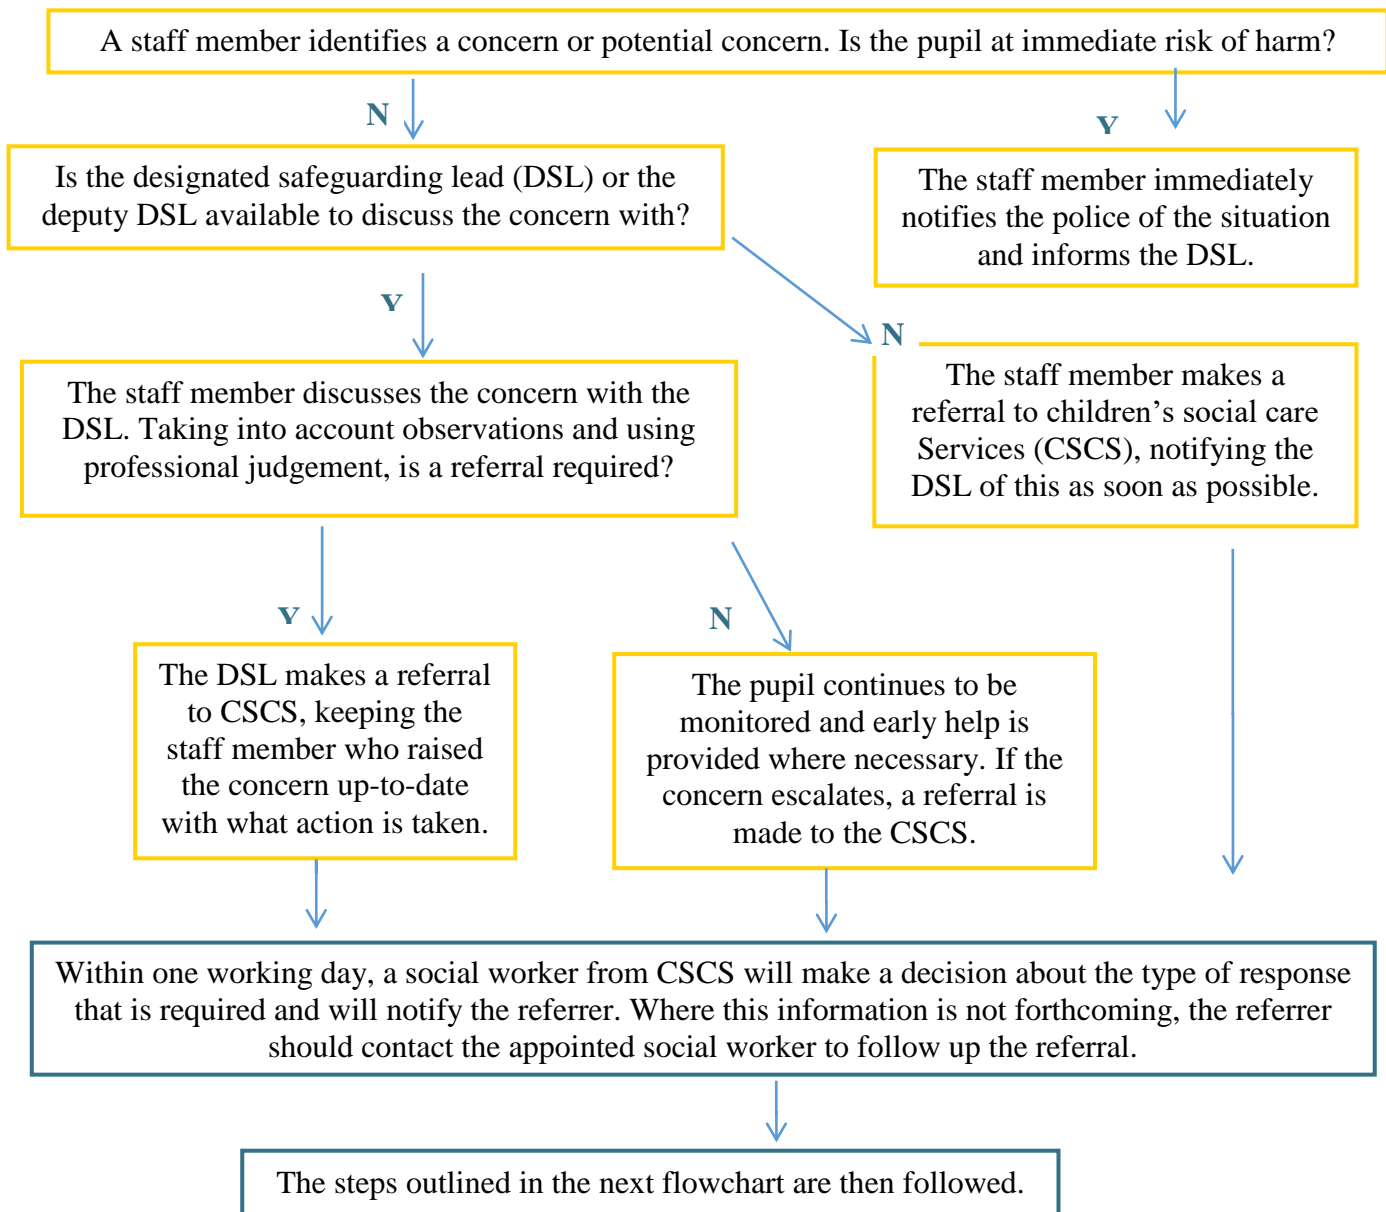 A staff member identifies a concern or potential concern. Is the pupil at immediate risk of harm?
N
Y
Is the designated safeguarding lead (DSL) or the
deputy DSL available to discuss the concern with?
The staff member immediately
notifies the police of the situation
and informs the DSL.
Y
N
The staff member discusses the concern with the
DSL. Taking into account observations and using
professional judgement, is a referral required?
The staff member makes a
referral to children’s social care
Services (CSCS), notifying the
DSL of this as soon as possible.
Y
N
The DSL makes a referral
to CSCS, keeping the
staff member who raised
the concern up-to-date
with what action is taken.
The pupil continues to be
monitored and early help is
provided where necessary. If the
concern escalates, a referral is
made to the CSCS.
Within one working day, a social worker from CSCS will make a decision about the type of response
that is required and will notify the referrer. Where this information is not forthcoming, the referrer
should contact the appointed social worker to follow up the referral.
The steps outlined in the next flowchart are then followed.